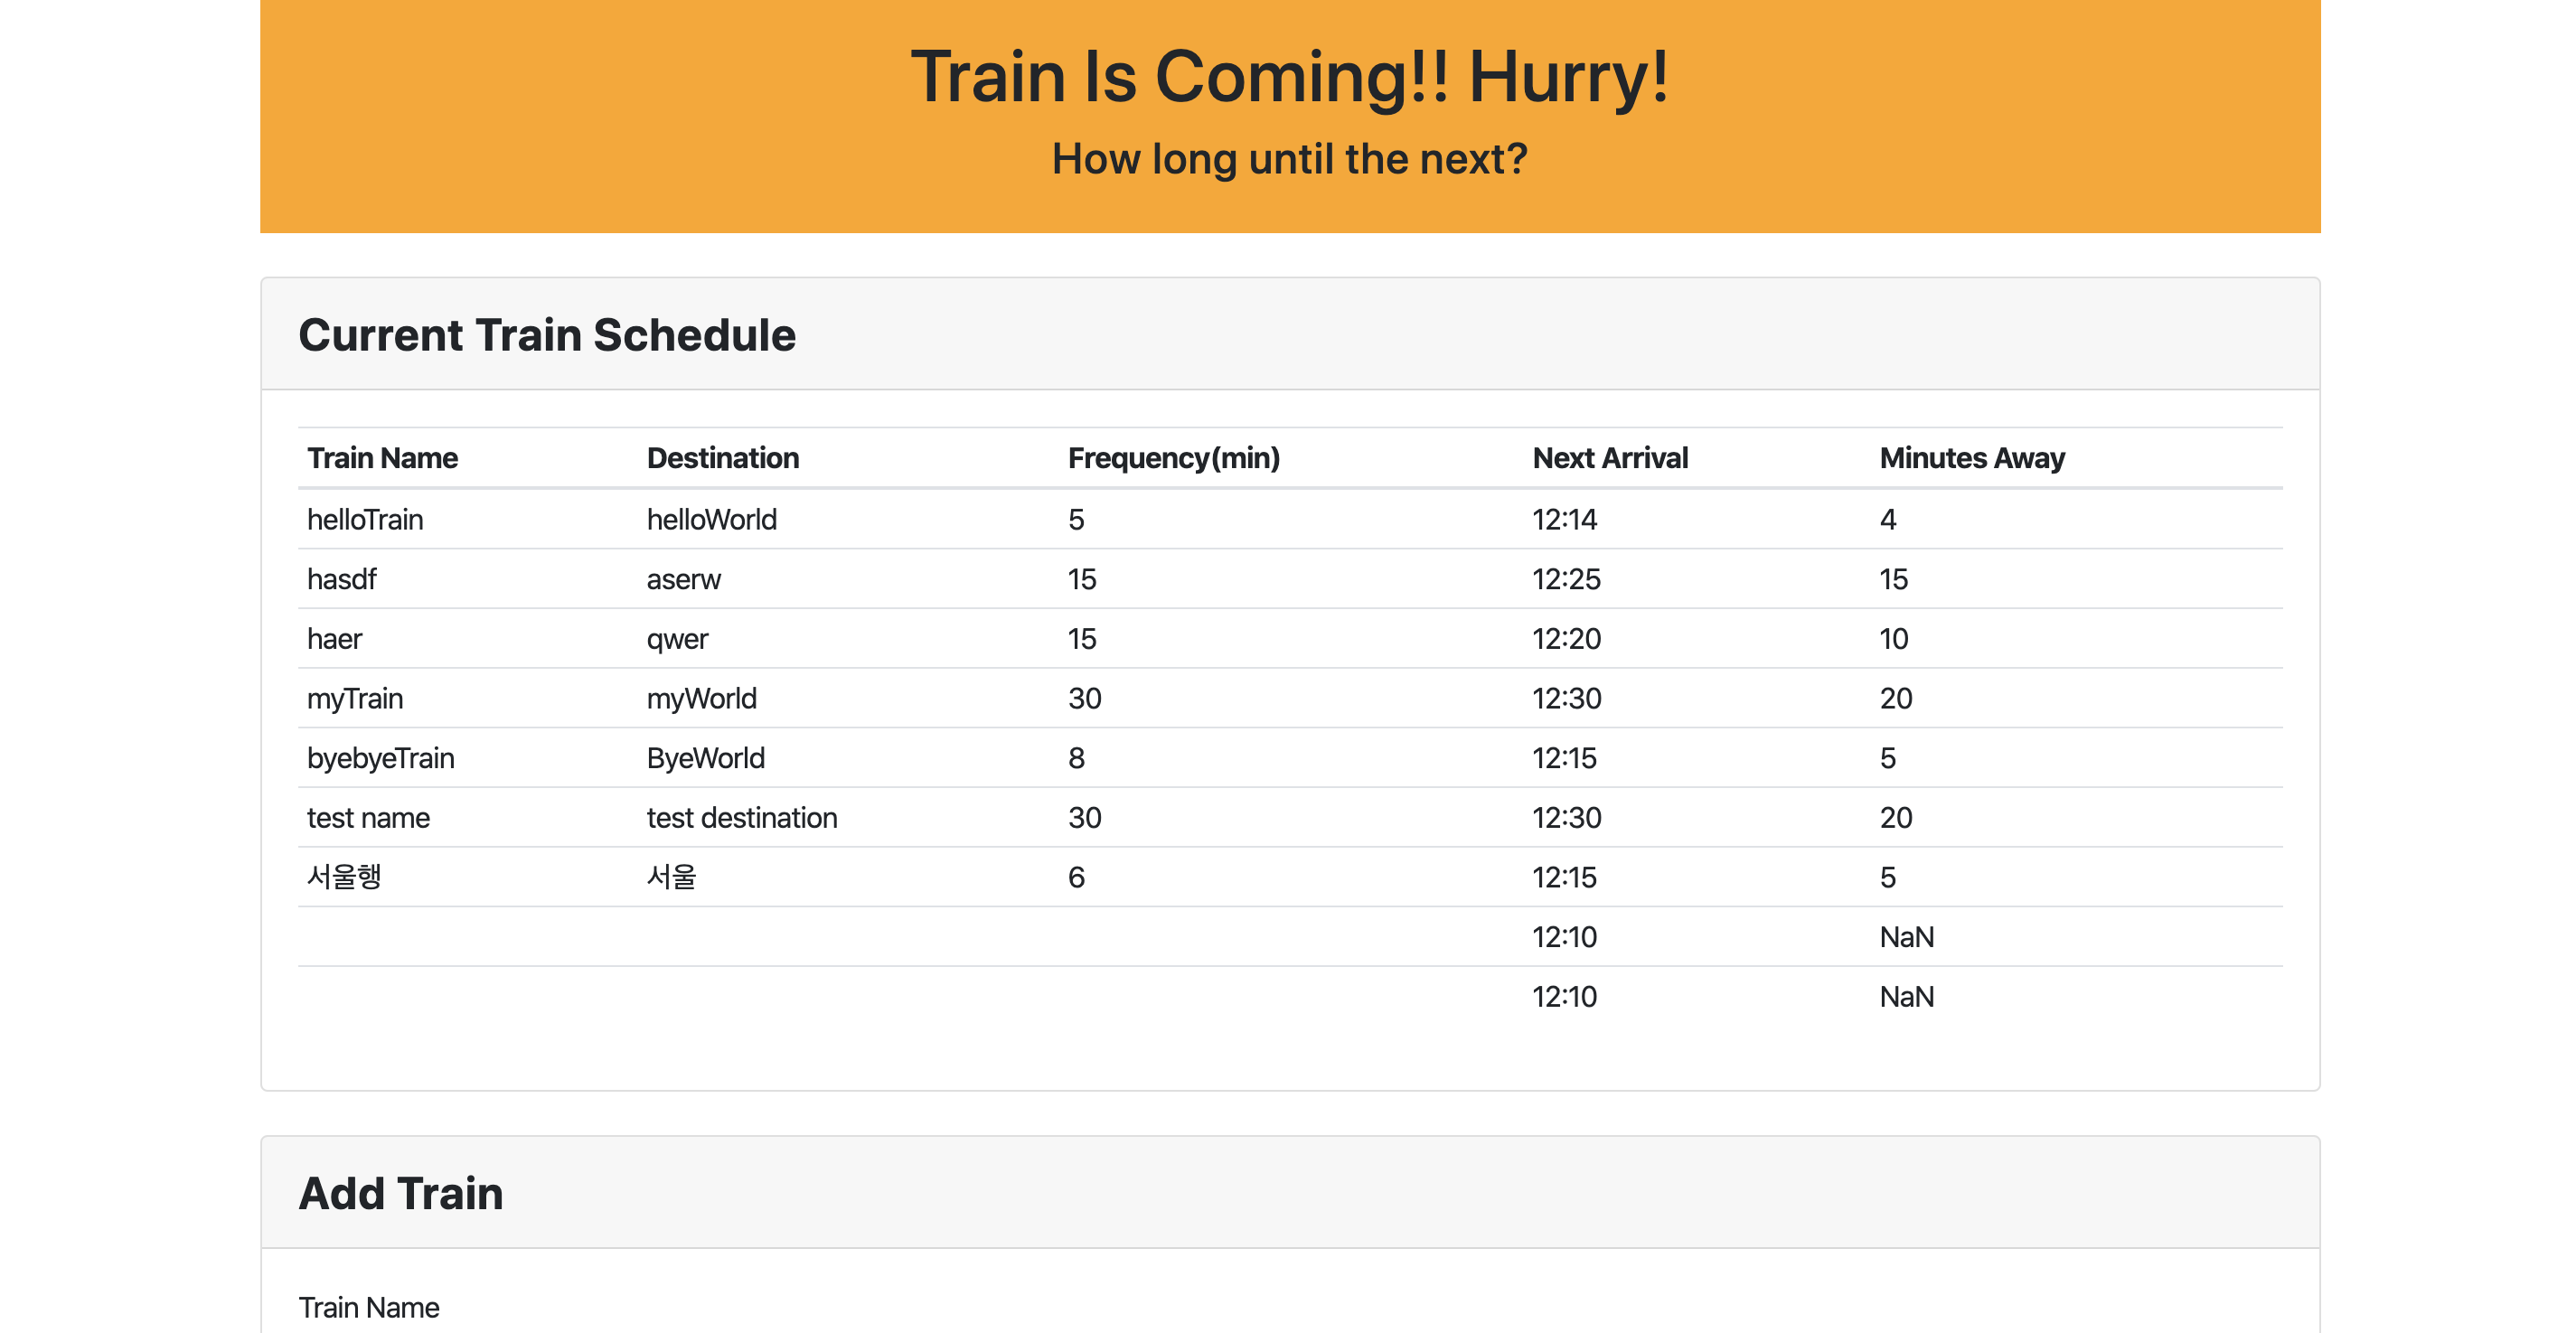 Train Is Coming!! Hurry!
How long until the next?
Current Train Schedule
Train Name Destination Frequency(min) Next Arrival Minutes Away
helloTrain helloWorld 5 12:14 4
hasdf aserw 15 12:25 15
haer qwer 15 12:20 10
myTrain myWorld 30 12:30 20
byebyeTrain ByeWorld 8 12:15 5
test name test destination 30 12:30 20
서울행 서울 6 12:15 5
12:10 NaN
12:10 NaN
Add Train
Train Name